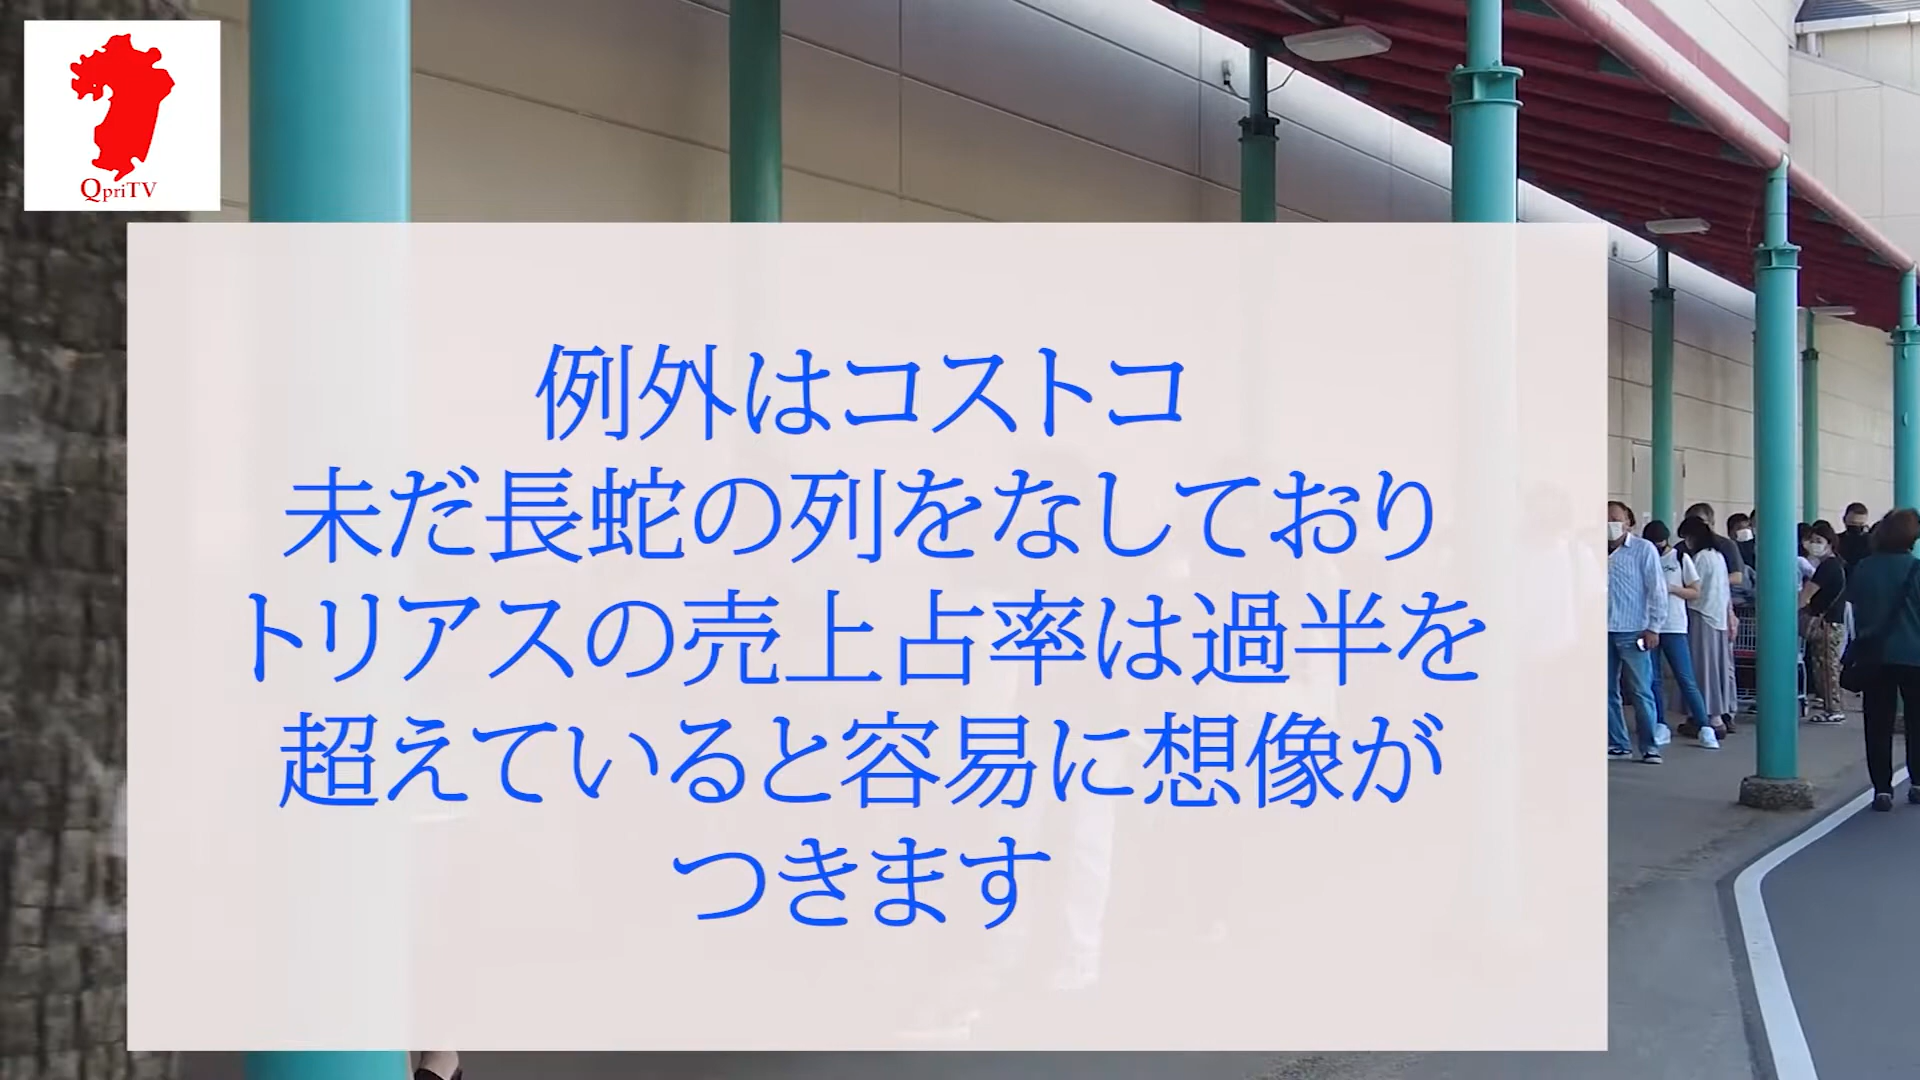 QpriTV
例外はコストコ
未だ長蛇の列をなしており
トリアスの売上占率は過半を
超えていると容易に想像が
つきます